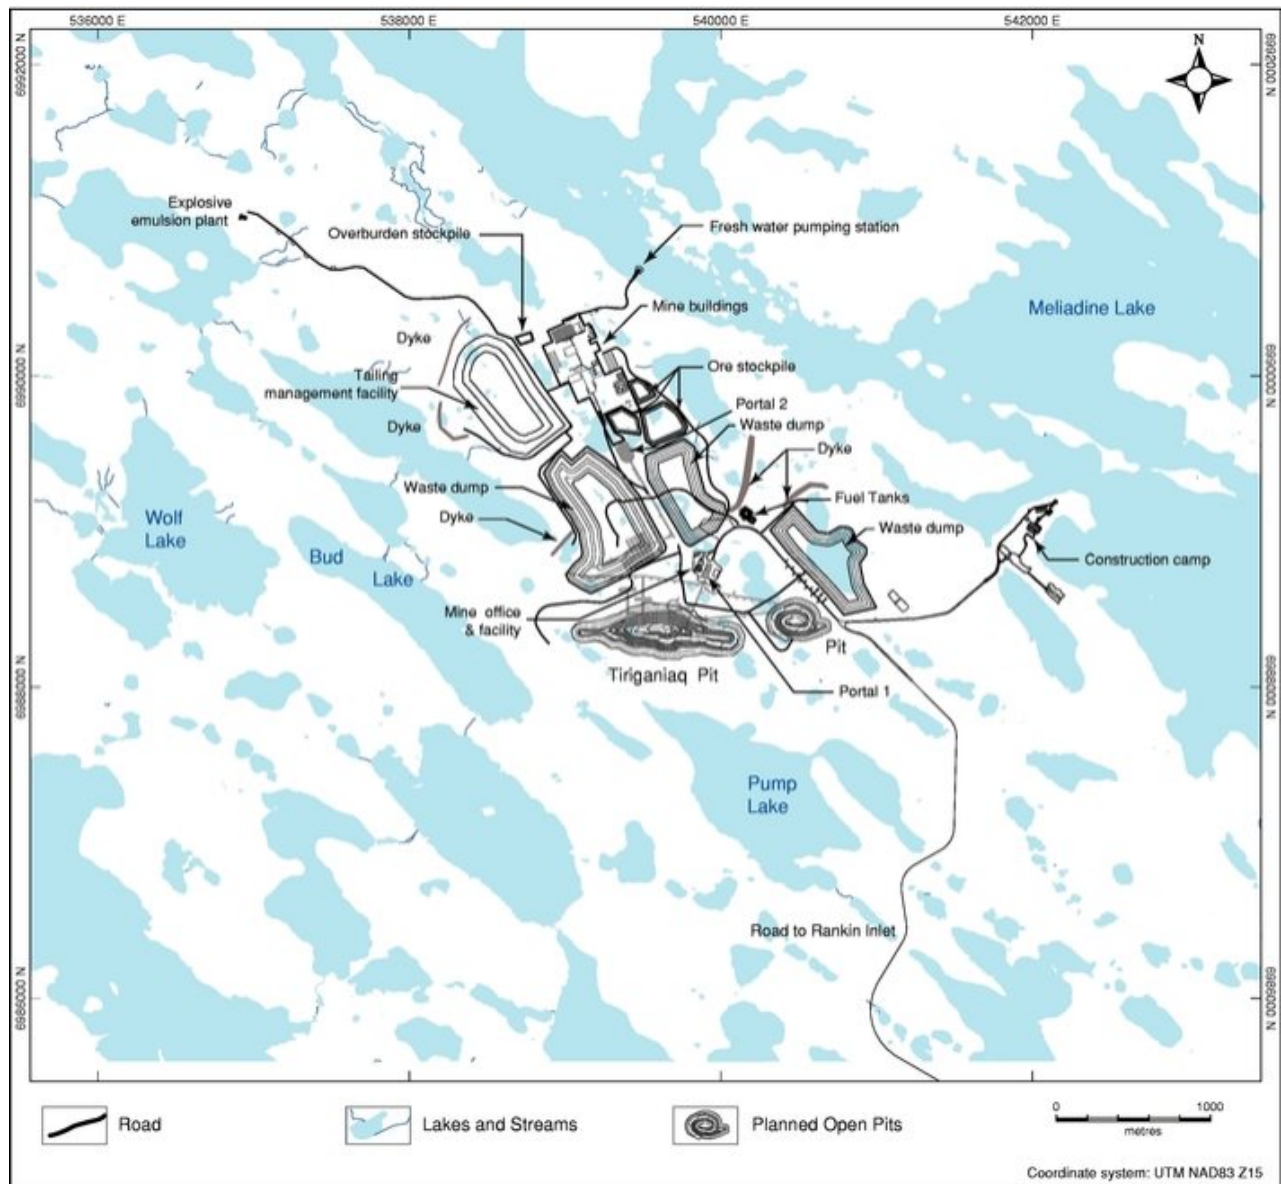 536000 E
538000 E
540000 E
542000 E
6992000 N
6992000 N
N
Explosive
emulsion plant
Overburden stockpile
Fresh water pumping station
Meliadine Lake
Mine buildings
Dyke
6990000 N
6990000 N
Tailing
management facility
Ore stockpile
Portal 2
Dyke
Waste dump
Dyke
Waste dump
Fuel Tanks
Dyke
Waste dump
Wolf
Lake
Bud
Lake
Construction camp
Mine office
& facility
Pit
Tiriganiaq Pit
6988000 N
6988000 N
Portal 1
Pump
Lake
Road to Rankin Inlet
6986000 N
6986000 N
Road
Lakes and Streams
Planned Open Pits
0
1000
metres
Coordinate system: UTM NAD83 Z15